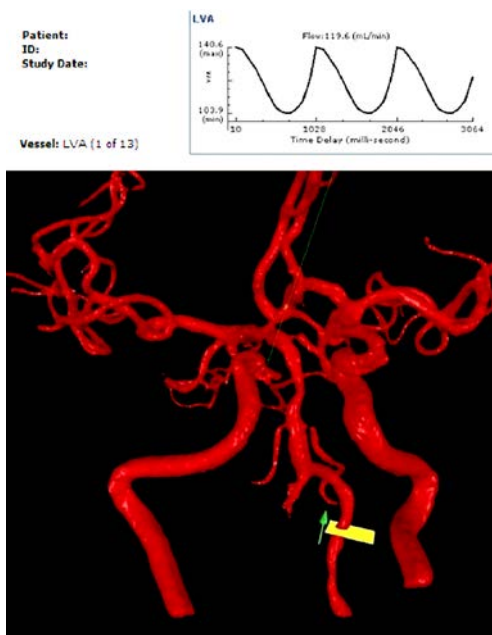 Patient:
ID:
Study Date:
Vessel: LVA (1 of 13)
LVA
Flow:119.6 (mL/min)
140.6
(max)
103.9
(min)
10 1028 2046 3064
Time Delay (milli-second)